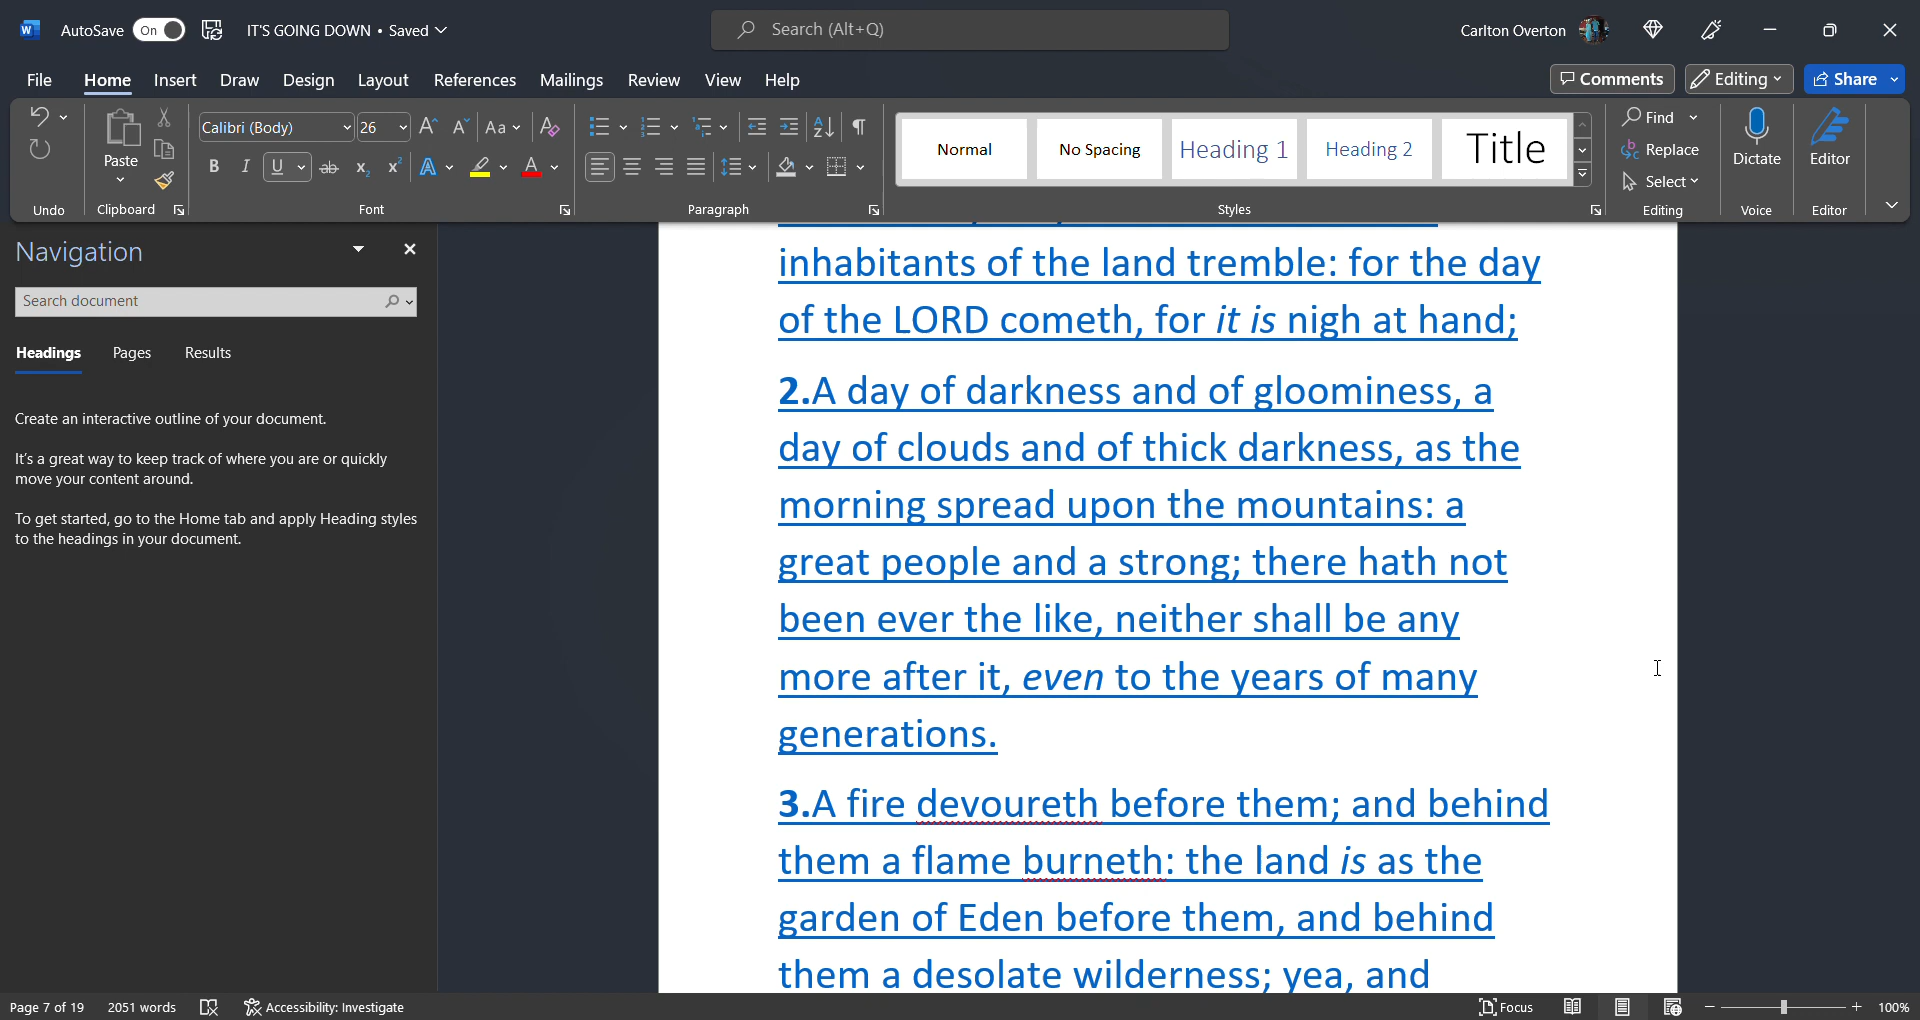 AutoSave On IT'S GOING DOWN • Saved Search (Alt+Q) Carlton Overton
File Home Insert Draw Design Layout References Mailings Review View Help Comments Editing Share
Paste Calibri (Body) 26 Aa Normal No Spacing Heading 1 Heading 2 Title Find Replace Select Dictate Editor
Undo Clipboard Font Paragraph Styles Editing Voice Editor
Navigation
Search document
Headings Pages Results
Create an interactive outline of your document.
It's a great way to keep track of where you are or quickly
move your content around.
To get started, go to the Home tab and apply Heading styles
to the headings in your document.
inhabitants of the land tremble: for the day
of the LORD cometh, for it is nigh at hand;
2.A day of darkness and of gloominess, a
day of clouds and of thick darkness, as the
morning spread upon the mountains: a
great people and a strong; there hath not
been ever the like, neither shall be any
more after it, even to the years of many
generations.
3.A fire devoureth before them; and behind
them a flame burneth: the land is as the
garden of Eden before them, and behind
them a desolate wilderness; yea, and
Page 7 of 19 2051 words Accessibility: Investigate Focus 100%